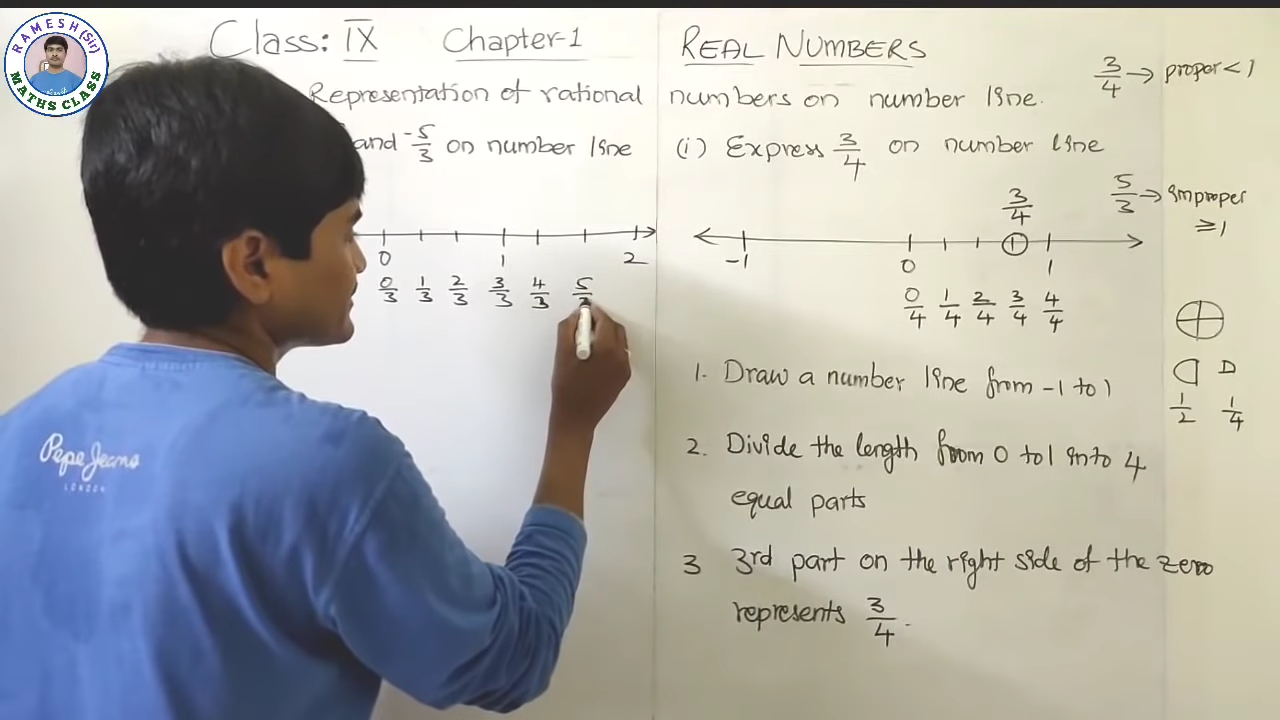 RAMESH (Sir)
MATHS CLASS
Class: IX Chapter-1 REAL NUMBERS
Representation of rational numbers on number line.
and -5/3 on number line
0 1 2
0/3 1/3 2/3 3/3 4/3 5/3
Pepe Jeans
LONDON
3/4 → proper < 1
(i) Express 3/4 on number line
5/3 → improper
≥ 1
3/4
-1 0 1
0/4 1/4 2/4 3/4 4/4
1/2 1/4
1. Draw a number line from -1 to 1
2. Divide the length from 0 to 1 into 4
equal parts
3 3rd part on the right side of the zero
represents 3/4.